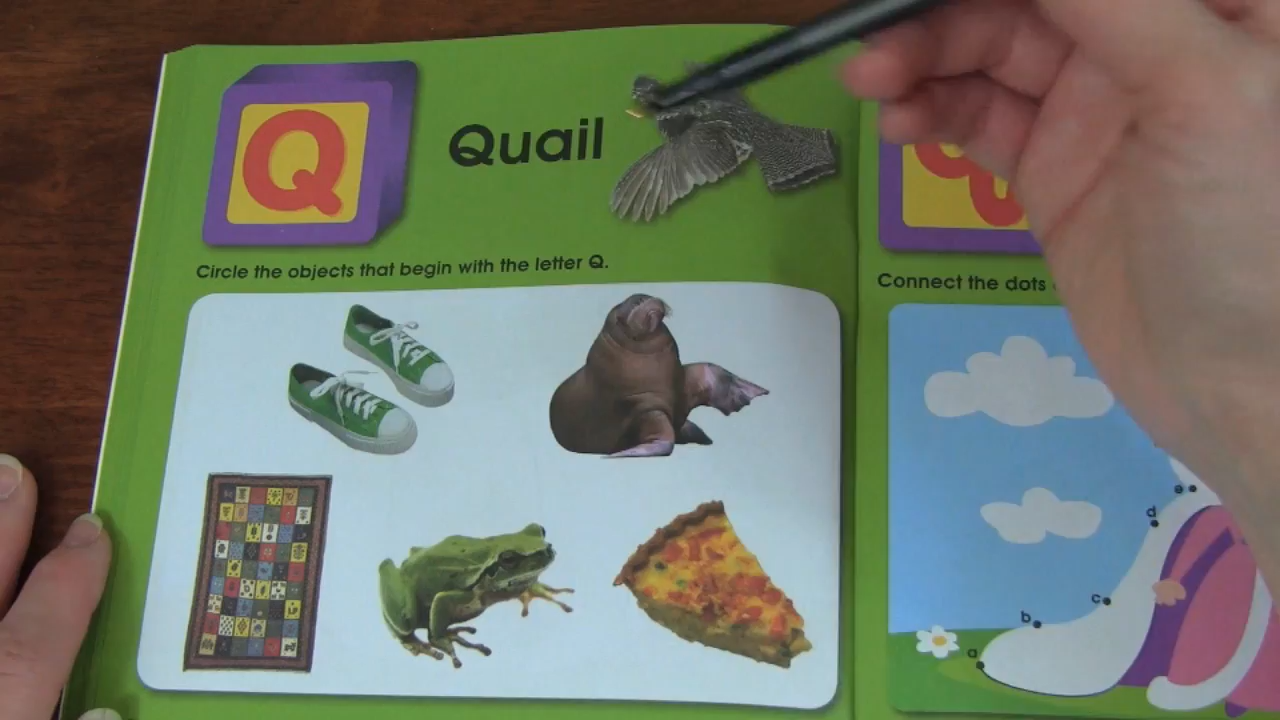 Q
Quail
Circle the objects that begin with the letter Q.
Connect the dots
a
b
c
d
e